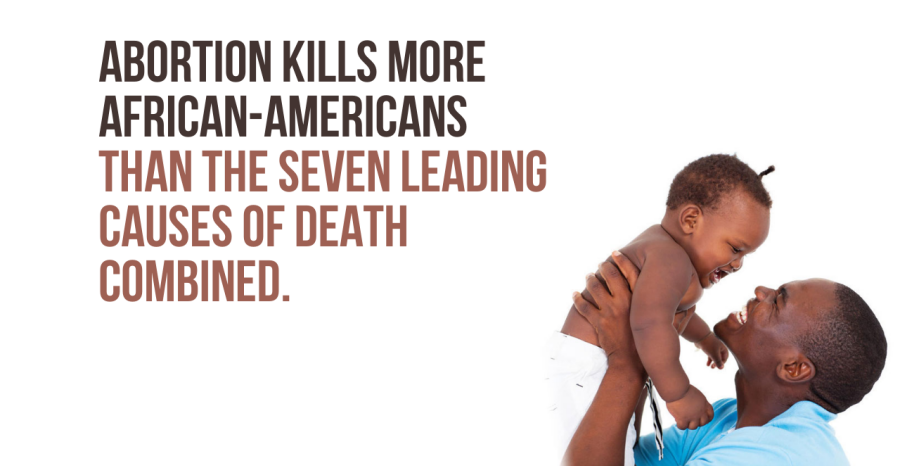 ABORTION KILLS MORE
AFRICAN-AMERICANS
THAN THE SEVEN LEADING
CAUSES OF DEATH
COMBINED.